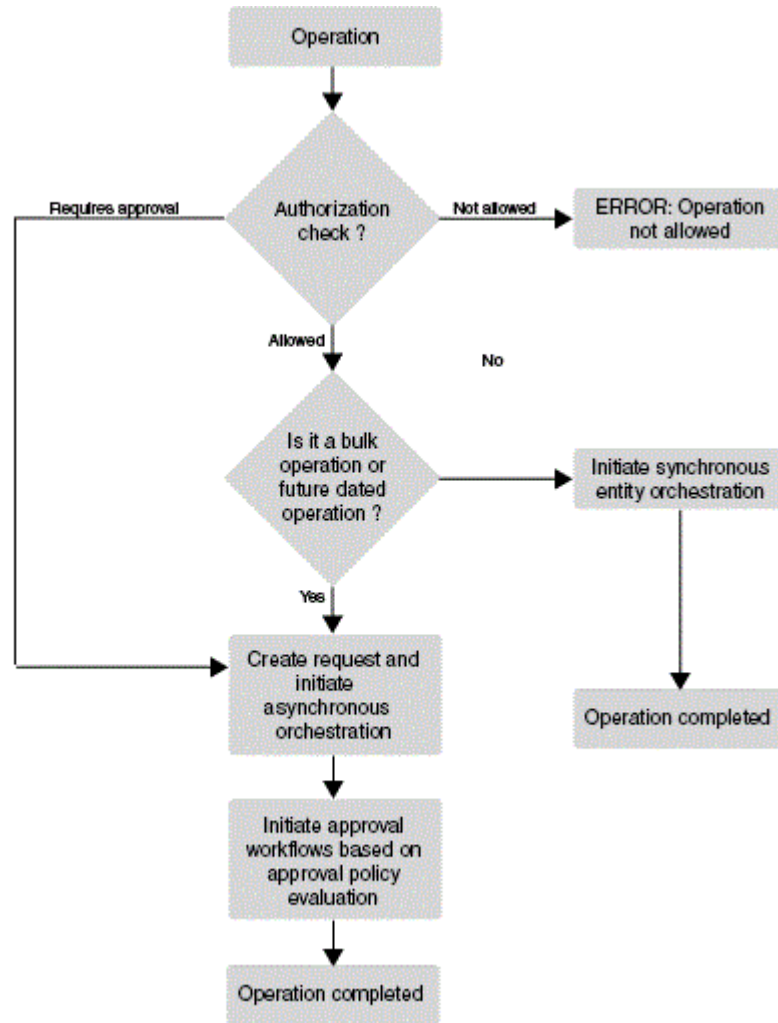 Operation
Requires approval
Authorization
check ?
Not allowed
ERROR: Operation
not allowed
Allowed
No
Is it a bulk
operation or
future dated
operation ?
Initiate synchronous
entity orchestration
Yes
Create request and
initiate
asynchronous
orchestration
Operation completed
Initiate approval
workflows based on
approval policy
evaluation
Operation completed